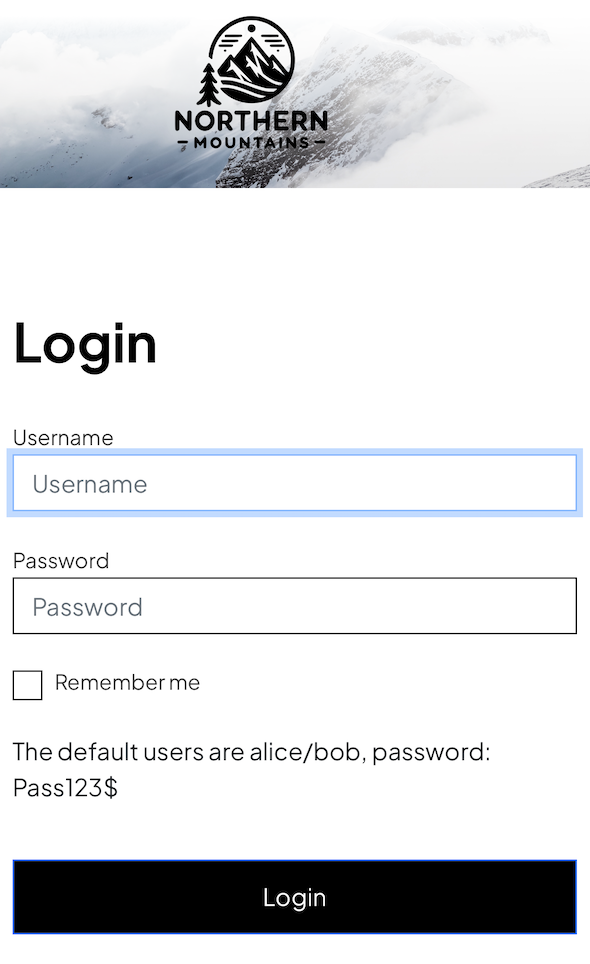 NORTHERN
MOUNTAINS
Login
Username
Username
Password
Password
Remember me
The default users are alice/bob, password:
Pass123$
Login